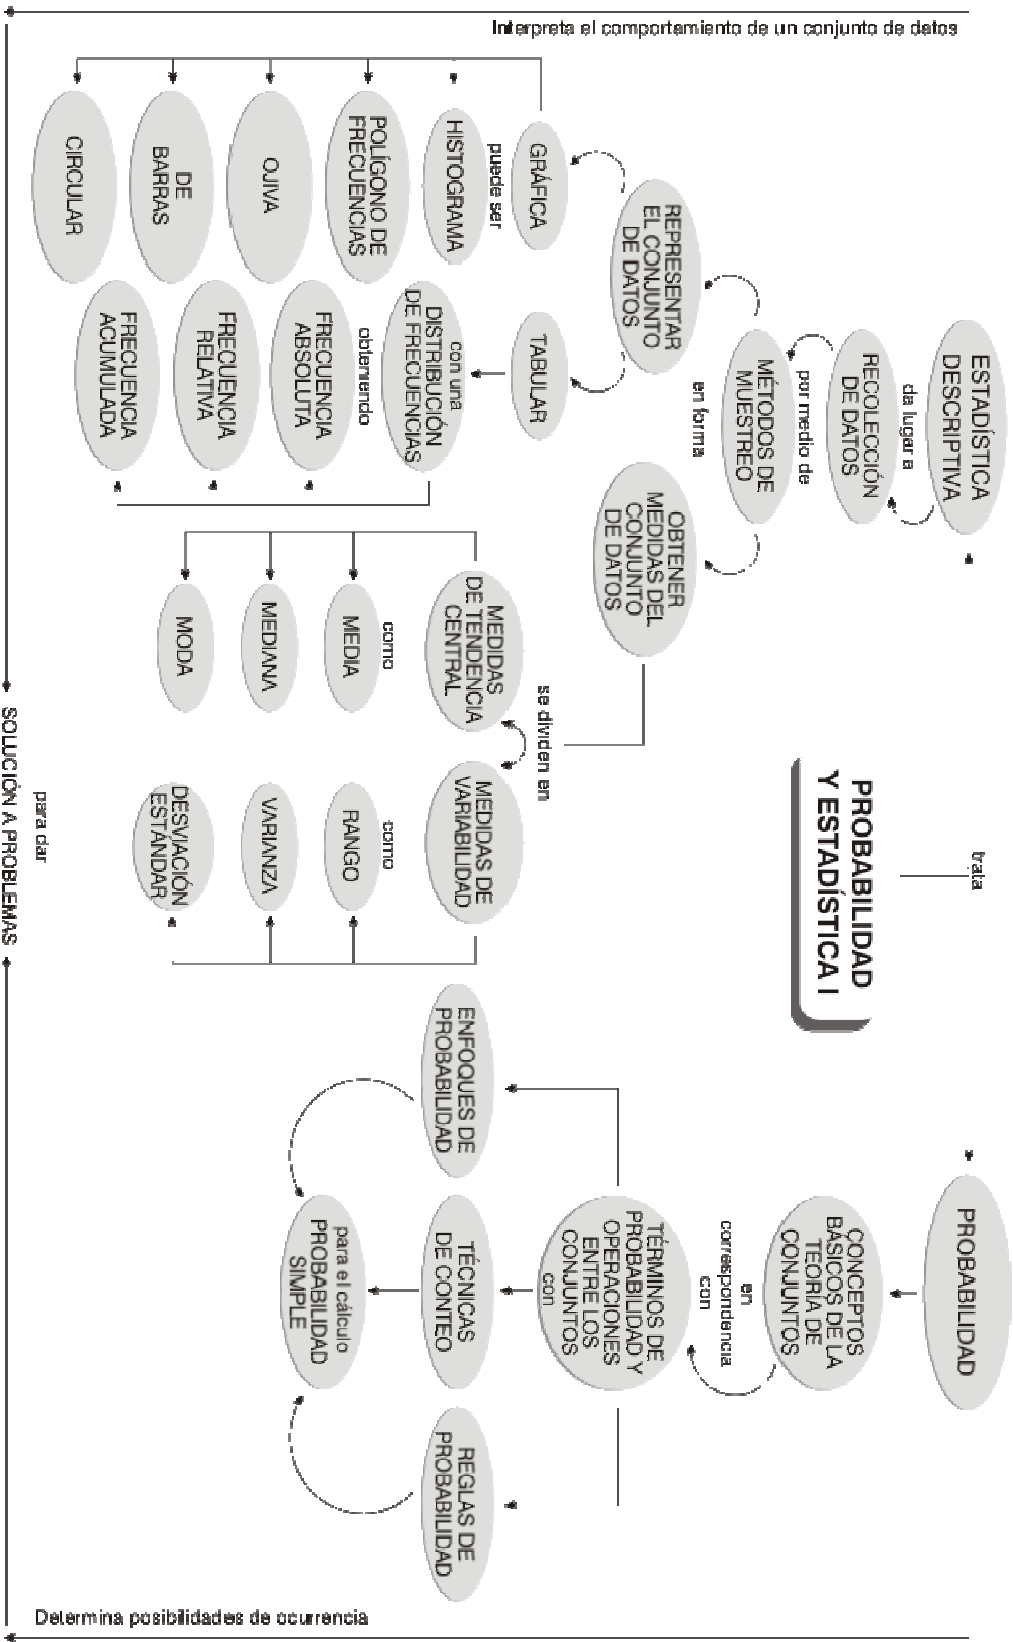 PROBABILIDAD
Y ESTADÍSTICA I
trata
ESTADÍSTICA
DESCRIPTIVA
da lugar a
RECOLECCIÓN
DE DATOS
por medio de
MÉTODOS DE
MUESTREO
en forma
REPRESENTAR
EL CONJUNTO
DE DATOS
GRÁFICA
puede ser
HISTOGRAMA
POLÍGONO DE
FRECUENCIAS
OJIVA
DE
BARRAS
CIRCULAR
TABULAR
con una
DISTRIBUCIÓN
DE FRECUENCIAS
obteniendo
FRECUENCIA
ABSOLUTA
FRECUENCIA
RELATIVA
FRECUENCIA
ACUMULADA
OBTENER
MEDIDAS DEL
CONJUNTO
DE DATOS
se dividen en
MEDIDAS
DE TENDENCIA
CENTRAL
como
MEDIA
MEDIANA
MODA
MEDIDAS DE
VARIABILIDAD
como
RANGO
VARIANZA
DESVIACIÓN
ESTÁNDAR
PROBABILIDAD
CONCEPTOS
BÁSICOS DE LA
TEORÍA DE
CONJUNTOS
en
correspondencia
con
TÉRMINOS DE
PROBABILIDAD Y
OPERACIONES
ENTRE LOS
CONJUNTOS
con
ENFOQUES DE
PROBABILIDAD
TÉCNICAS
DE CONTEO
REGLAS DE
PROBABILIDAD
para el cálculo
PROBABILIDAD
SIMPLE
Interpreta el comportamiento de un conjunto de datos
Determina posibilidades de ocurrencia
para dar
SOLUCIÓN A PROBLEMAS